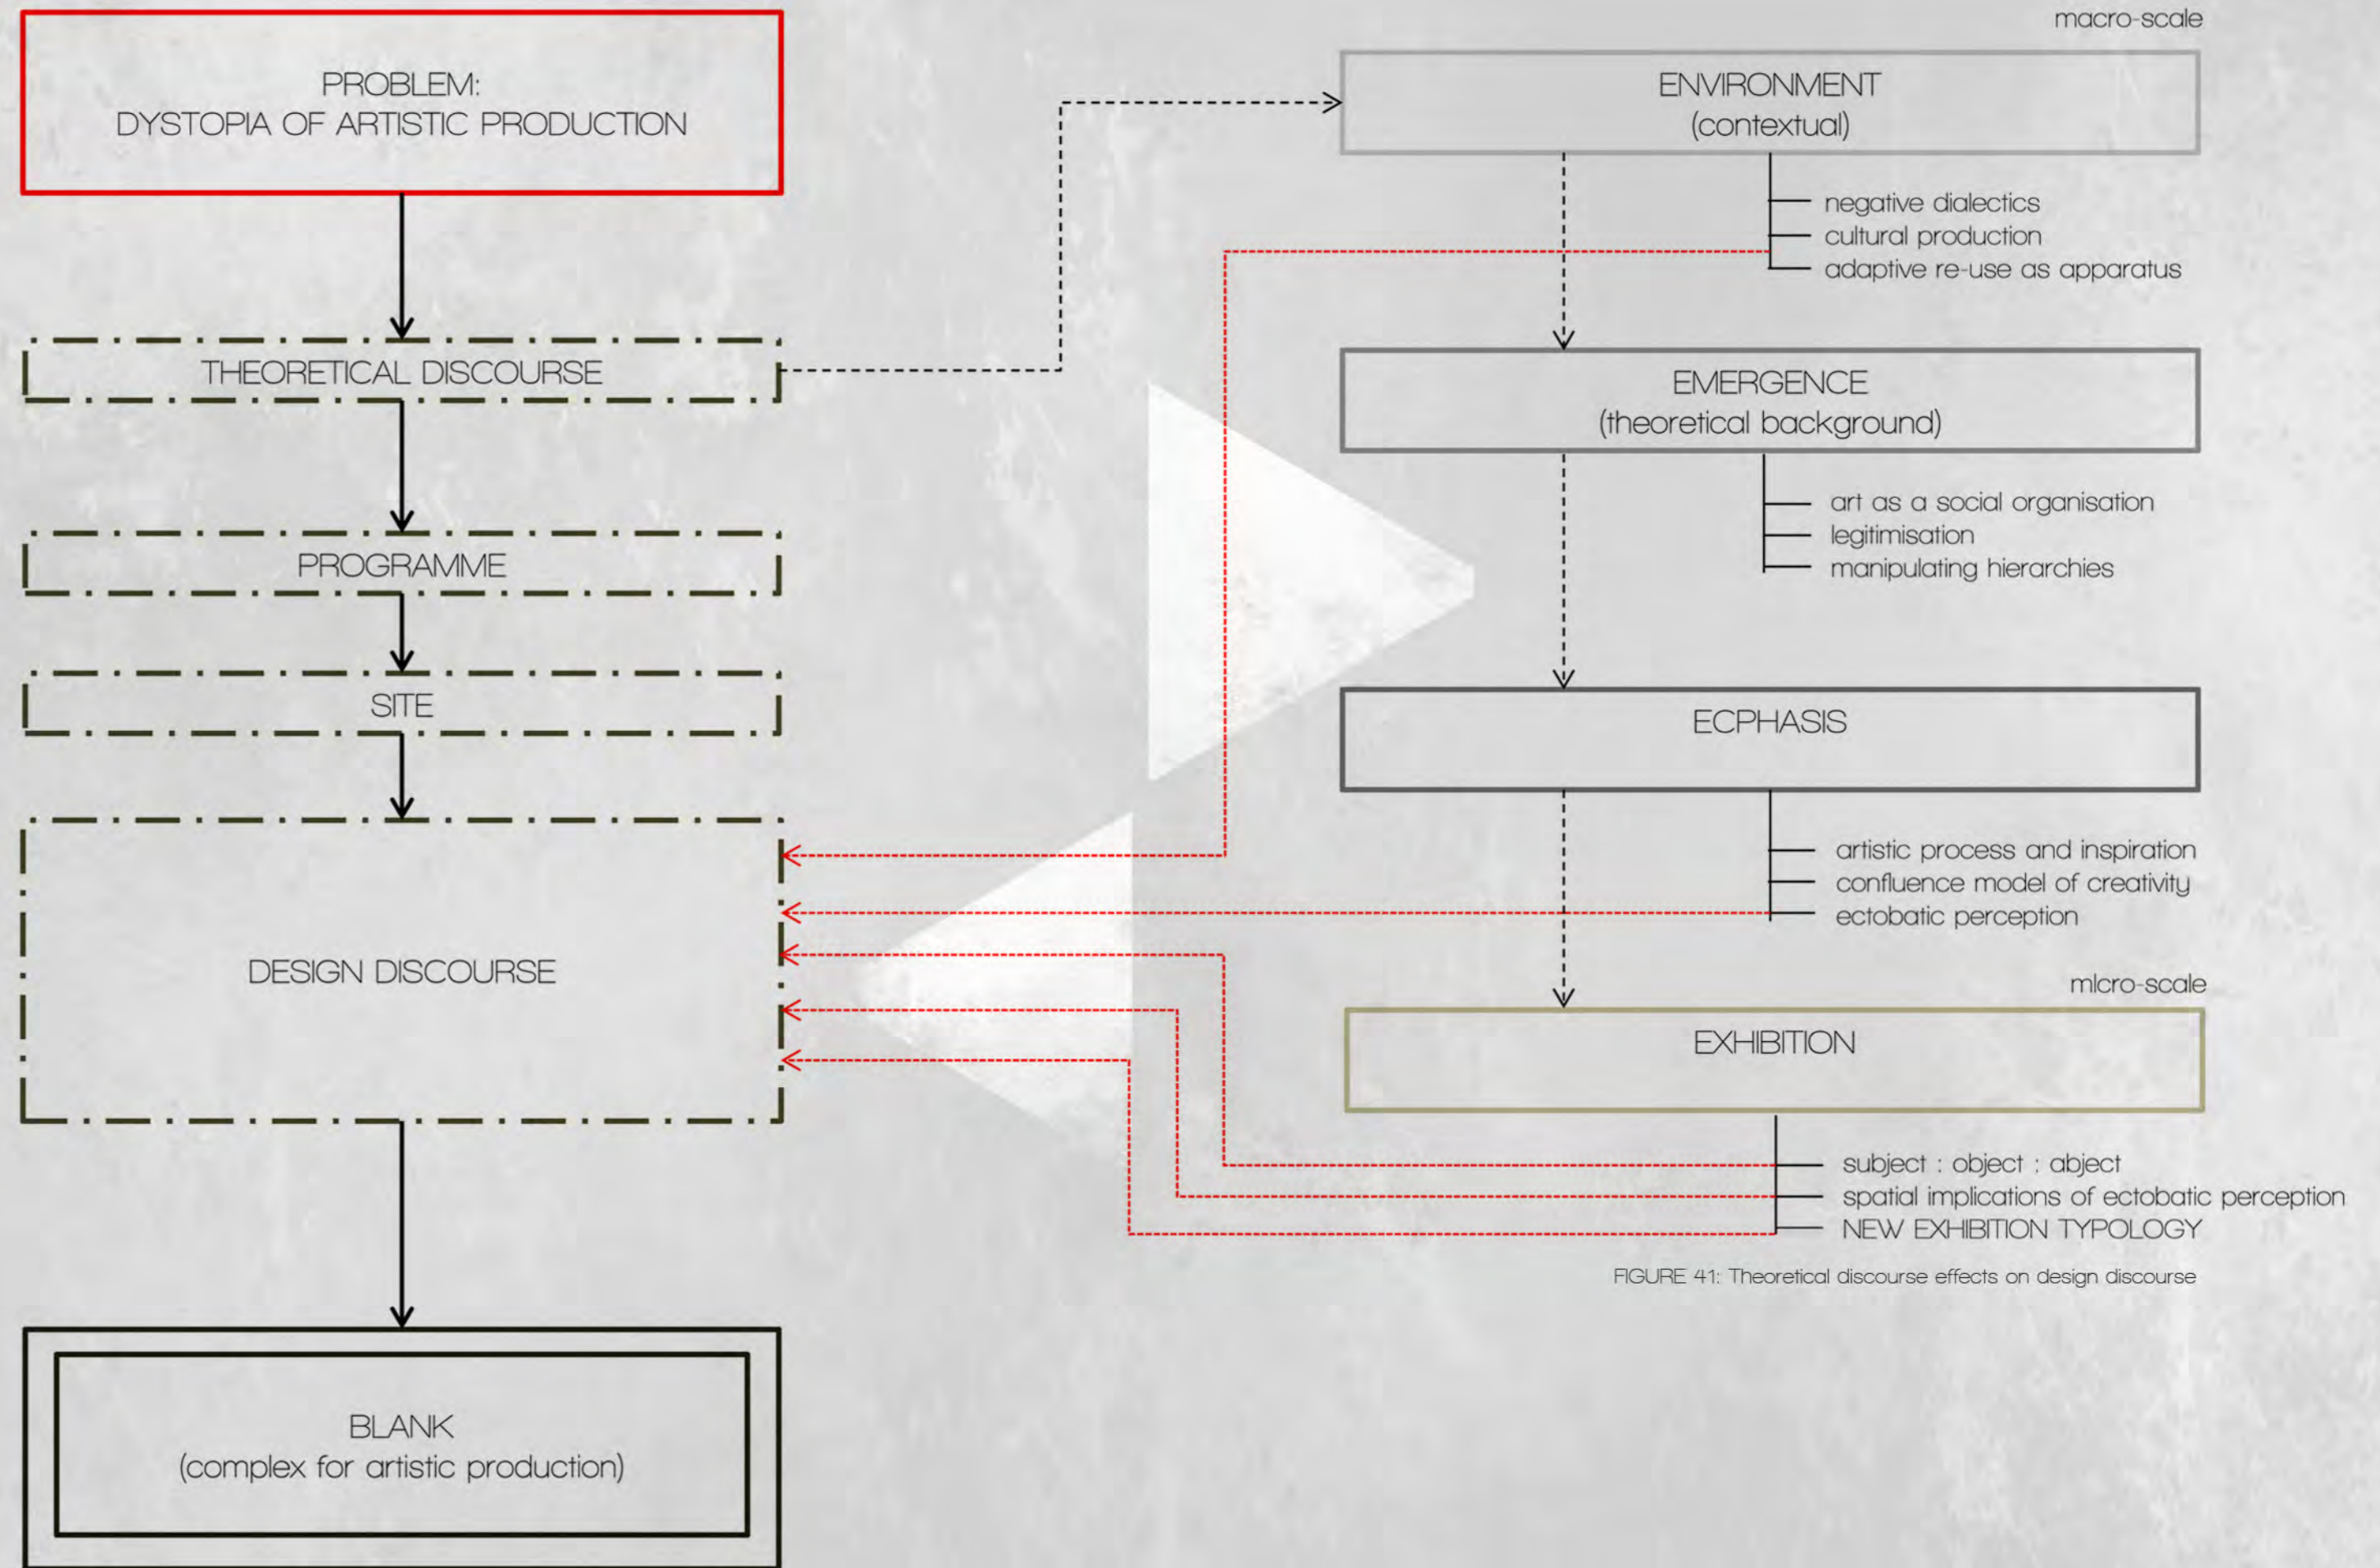 PROBLEM:
DYSTOPIA OF ARTISTIC PRODUCTION
THEORETICAL DISCOURSE
PROGRAMME
SITE
DESIGN DISCOURSE
BLANK
(complex for artistic production)
macro-scale
ENVIRONMENT
(contextual)
negative dialectics
cultural production
adaptive re-use as apparatus
EMERGENCE
(theoretical background)
art as a social organisation
legitimisation
manipulating hierarchies
ECPHASIS
artistic process and inspiration
confluence model of creativity
ectobatic perception
mIcro-scale
EXHIBITION
subject : object : abject
spatial implications of ectobatic perception
NEW EXHIBITION TYPOLOGY
FIGURE 41: Theoretical discourse effects on design discourse